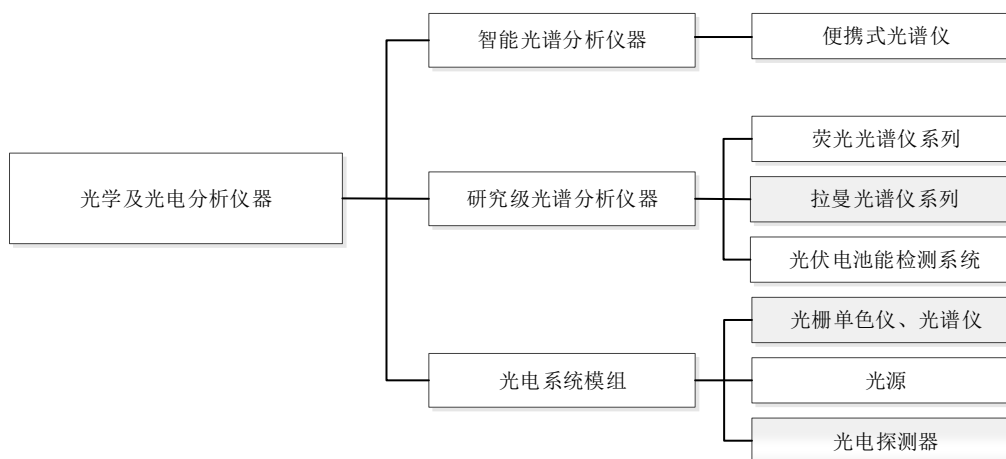 智能光谱分析仪器
便携式光谱仪
荧光光谱仪系列
光学及光电分析仪器
研究级光谱分析仪器
拉曼光谱仪系列
光伏电池能检测系统
光栅单色仪、光谱仪
光电系统模组
光源
光电探测器